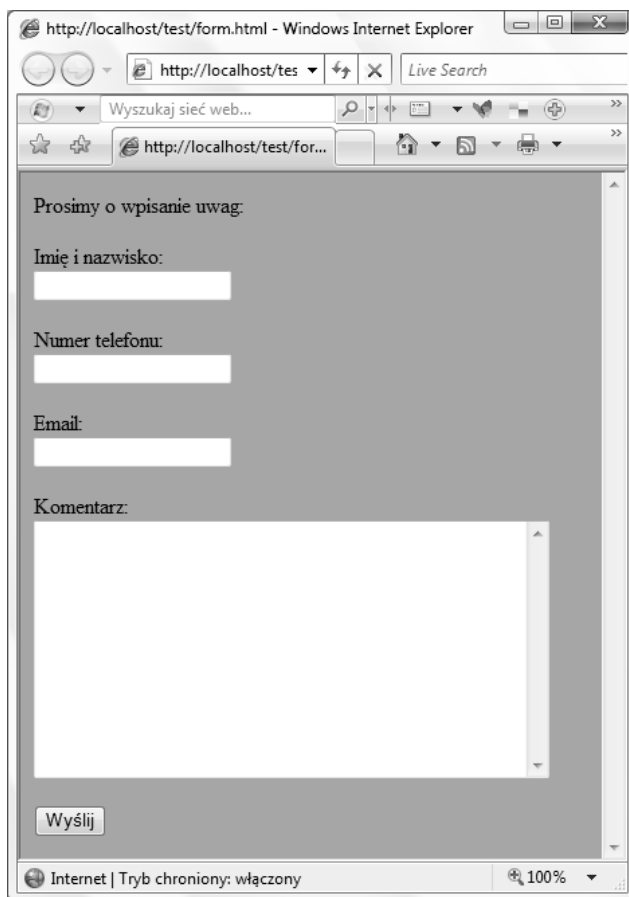 http://localhost/test/form.html - Windows Internet Explorer
http://localhost/tes
Live Search
Wyszukaj sieć web...
http://localhost/test/for...
Prosimy o wpisanie uwag:
Imię i nazwisko:
Numer telefonu:
Email:
Komentarz:
Wyślij
Internet | Tryb chroniony: włączony
100%